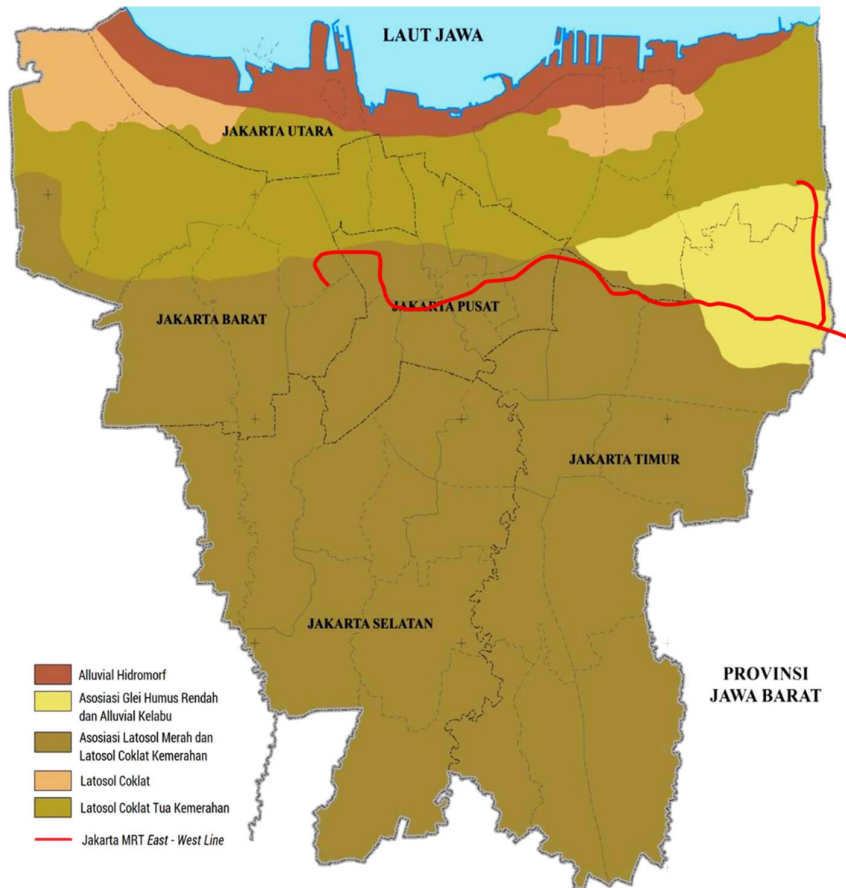 LAUT JAWA
JAKARTA UTARA
JAKARTA BARAT
JAKARTA PUSAT
JAKARTA TIMUR
JAKARTA SELATAN
PROVINSI
JAWA BARAT
Alluvial Hidromorf
Asosiasi Glei Humus Rendah
dan Alluvial Kelabu
Asosiasi Latosol Merah dan
Latosol Coklat Kemerahan
Latosol Coklat
Latosol Coklat Tua Kemerahan
Jakarta MRT East - West Line